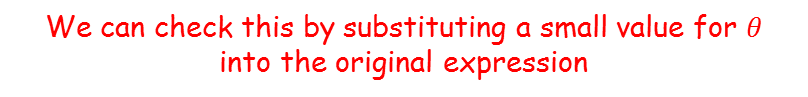 We can check this by substituting a small value for θ
into the original expression